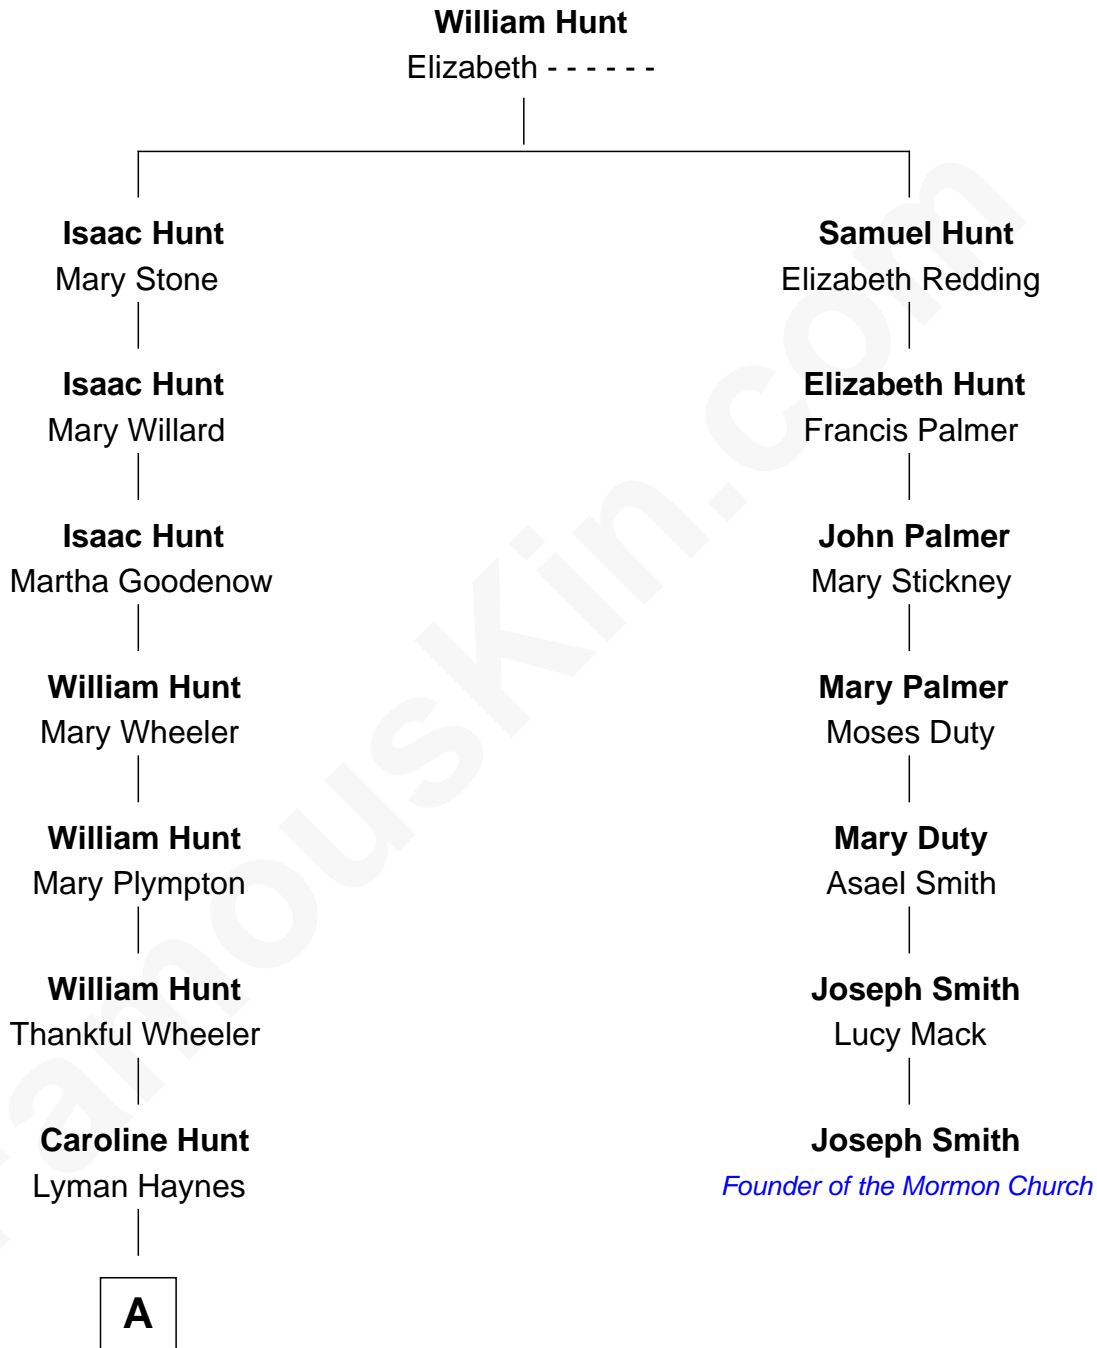 William Hunt
Elizabeth - - - - - -
Isaac Hunt
Mary Stone
Samuel Hunt
Elizabeth Redding
Isaac Hunt
Mary Willard
Elizabeth Hunt
Francis Palmer
Isaac Hunt
Martha Goodenow
John Palmer
Mary Stickney
William Hunt
Mary Wheeler
Mary Palmer
Moses Duty
William Hunt
Mary Plympton
Mary Duty
Asael Smith
William Hunt
Thankful Wheeler
Joseph Smith
Lucy Mack
Caroline Hunt
Lyman Haynes
Joseph Smith
Founder of the Mormon Church
A
FamousKin.com